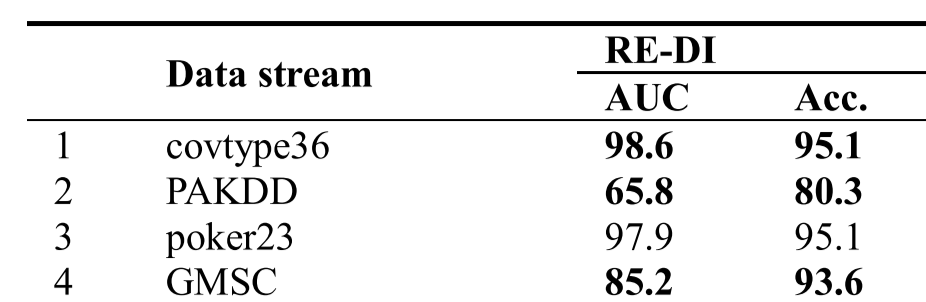 RE-DI
Data stream
AUC Acc.
1 covtype36 98.6 95.1
2 PAKDD 65.8 80.3
3 poker23 97.9 95.1
4 GMSC 85.2 93.6